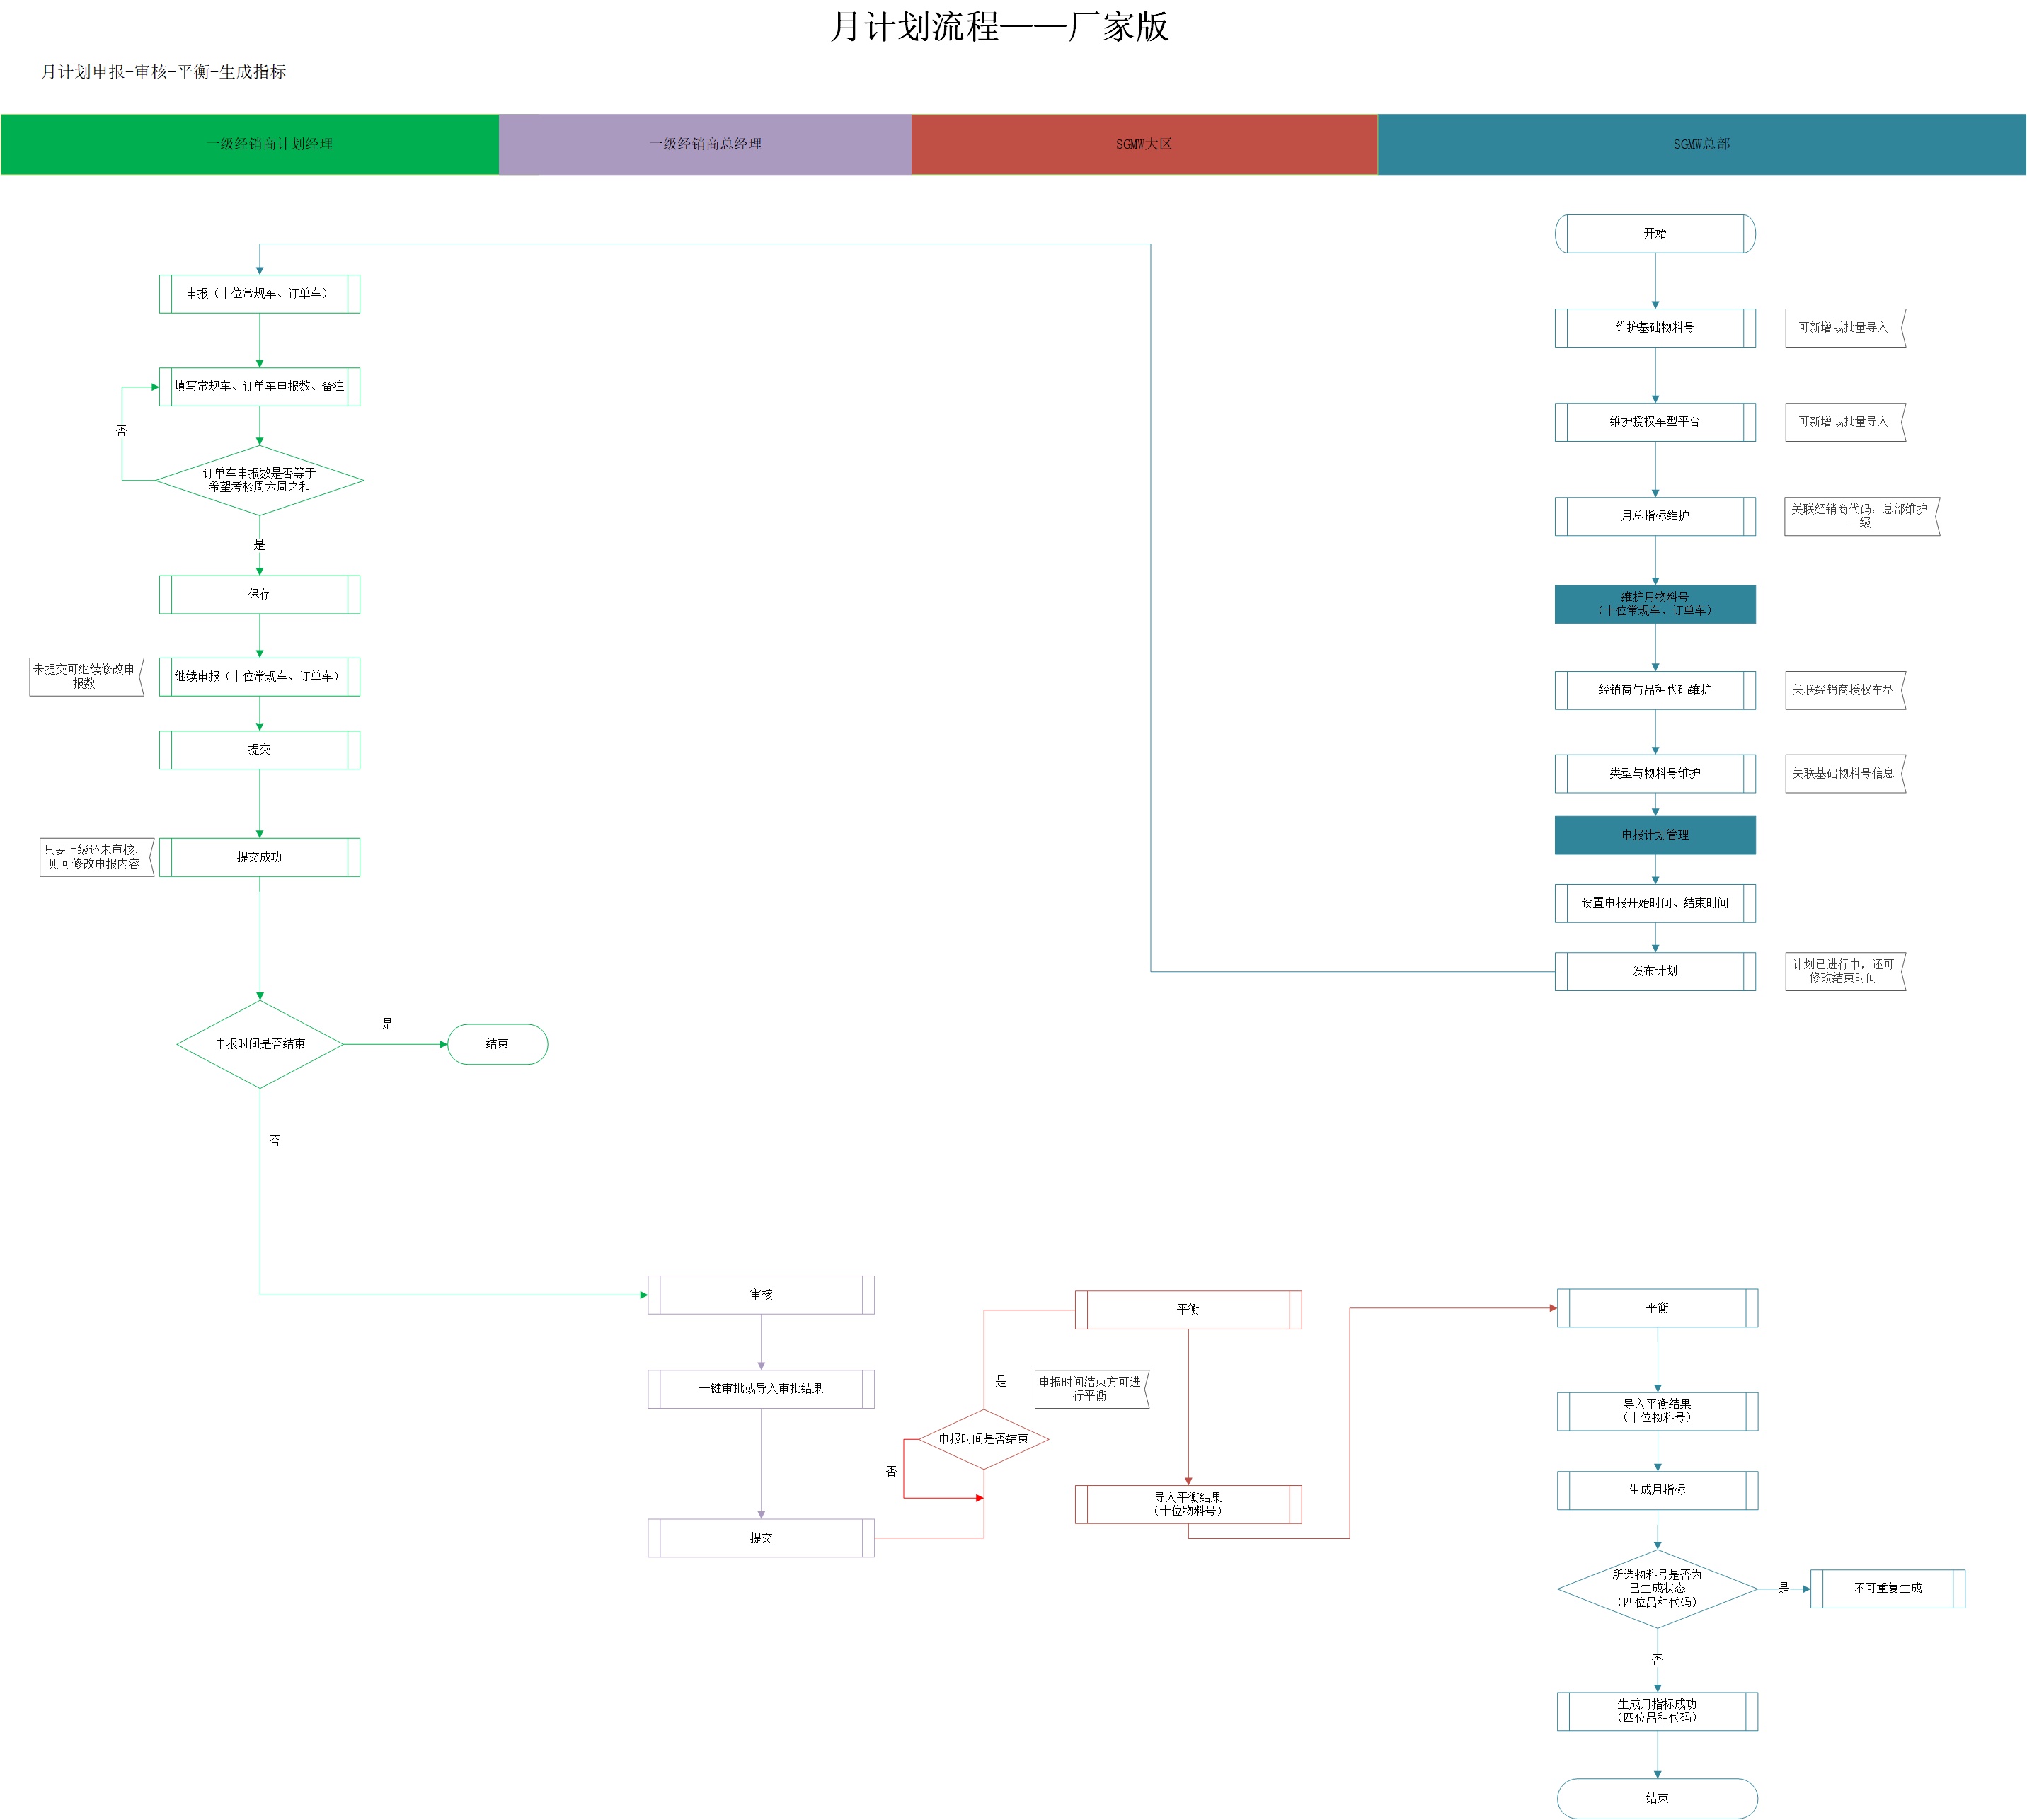 月计划流程——厂家版
月计划申报-审核-平衡-生成指标
一级经销商计划经理
一级经销商总经理
SGMW大区
SGMW总部
开始
维护基础物料号
可新增或批量导入
维护授权车型平台
可新增或批量导入
月总指标维护
关联经销商代码：总部维护
一级
维护月物料号
（十位常规车、订单车）
经销商与品种代码维护
关联经销商授权车型
类型与物料号维护
关联基础物料号信息
申报计划管理
设置申报开始时间、结束时间
发布计划
计划已进行中，还可
修改结束时间
申报（十位常规车、订单车）
填写常规车、订单车申报数、备注
否
订单车申报数是否等于
希望考核周六周之和
是
保存
未提交可继续修改申
报数
继续申报（十位常规车、订单车）
提交
只要上级还未审核，
则可修改申报内容
提交成功
申报时间是否结束
是
结束
否
审核
一键审批或导入审批结果
提交
平衡
是
申报时间结束方可进
行平衡
申报时间是否结束
否
导入平衡结果
（十位物料号）
平衡
导入平衡结果
（十位物料号）
生成月指标
所选物料号是否为
已生成状态
（四位品种代码）
是
不可重复生成
否
生成月指标成功
（四位品种代码）
结束